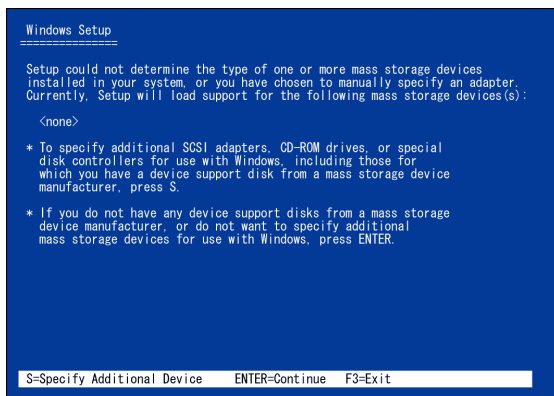 Windows Setup
===============
Setup could not determine the type of one or more mass storage devices
installed in your system, or you have chosen to manually specify an adapter.
Currently, Setup will load support for the following mass storage devices(s):
<none>
* To specify additional SCSI adapters, CD-ROM drives, or special
disk controllers for use with Windows, including those for
which you have a device support disk from a mass storage device
manufacturer, press S.
* If you do not have any device support disks from a mass storage
device manufacturer, or do not want to specify additional
mass storage devices for use with Windows, press ENTER.
S=Specify Additional Device ENTER=Continue F3=Exit